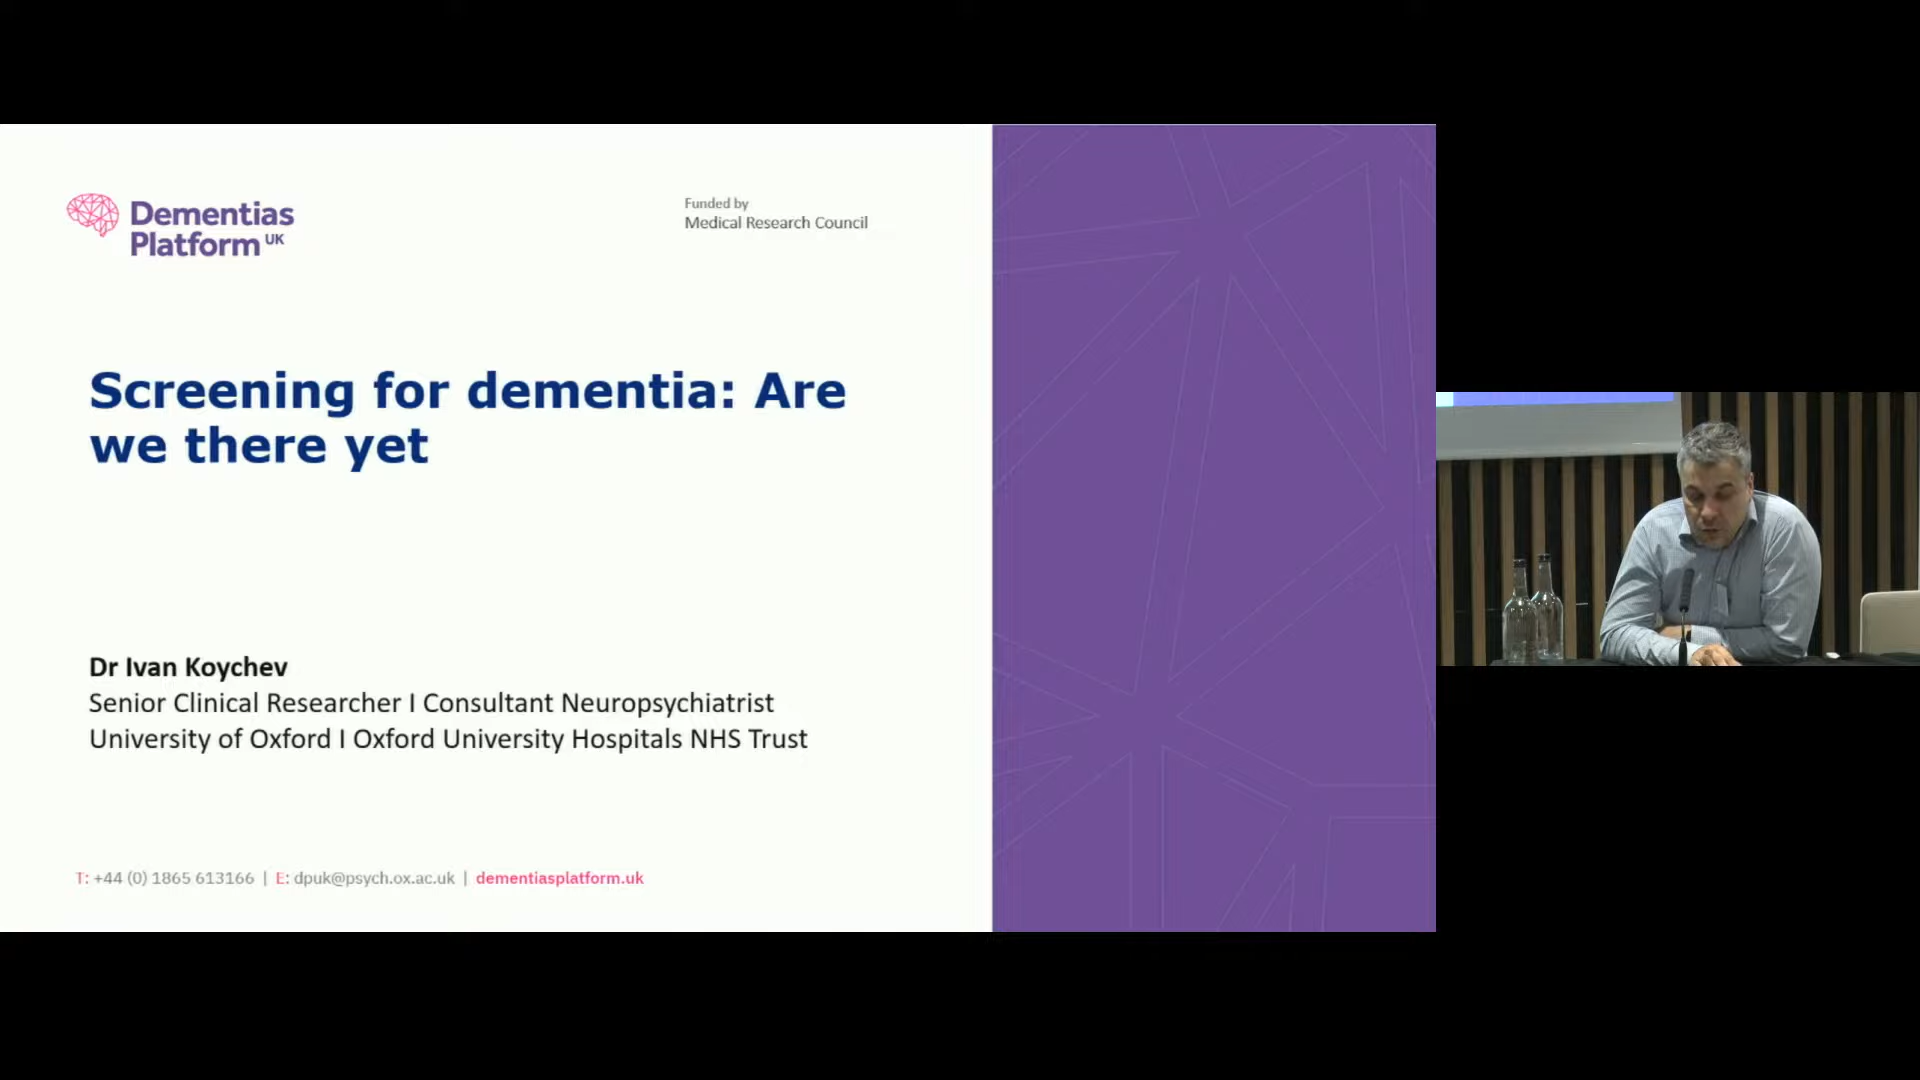 Dementias
Platform UK
Funded by
Medical Research Council
Screening for dementia: Are
we there yet
Dr Ivan Koychev
Senior Clinical Researcher I Consultant Neuropsychiatrist
University of Oxford I Oxford University Hospitals NHS Trust
T: +44 (0) 1865 613166 | E: dpuk@psych.ox.ac.uk | dementiasplatform.uk